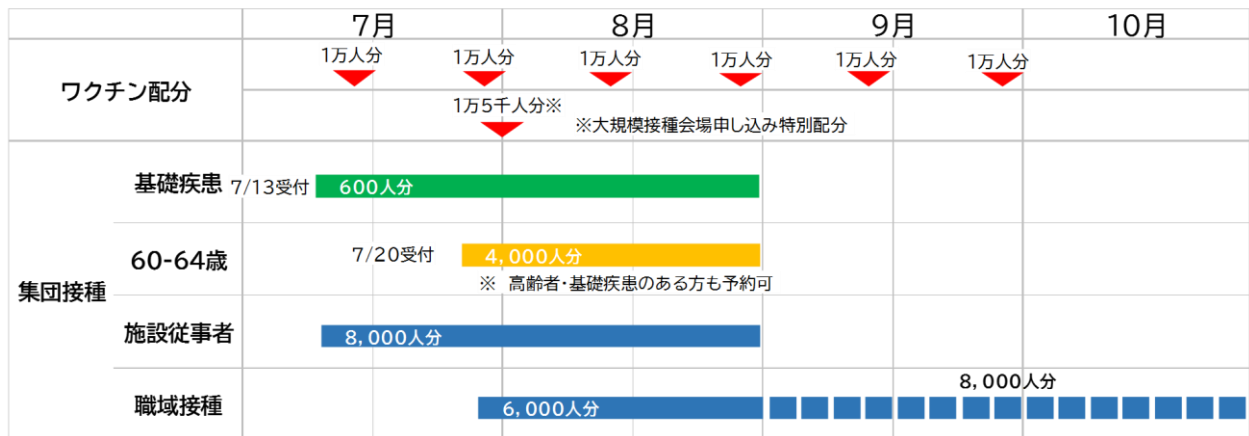 7月 8月 9月 10月
ワクチン配分
1万人分 1万人分 1万人分 1万人分 1万人分 1万人分
1万5千人分※
※大規模接種会場申し込み特別配分
集団接種
基礎疾患 7/13受付 600人分
60-64歳 7/20受付 4,000人分
※ 高齢者・基礎疾患のある方も予約可
施設従事者 8,000人分
職域接種 6,000人分 8,000人分